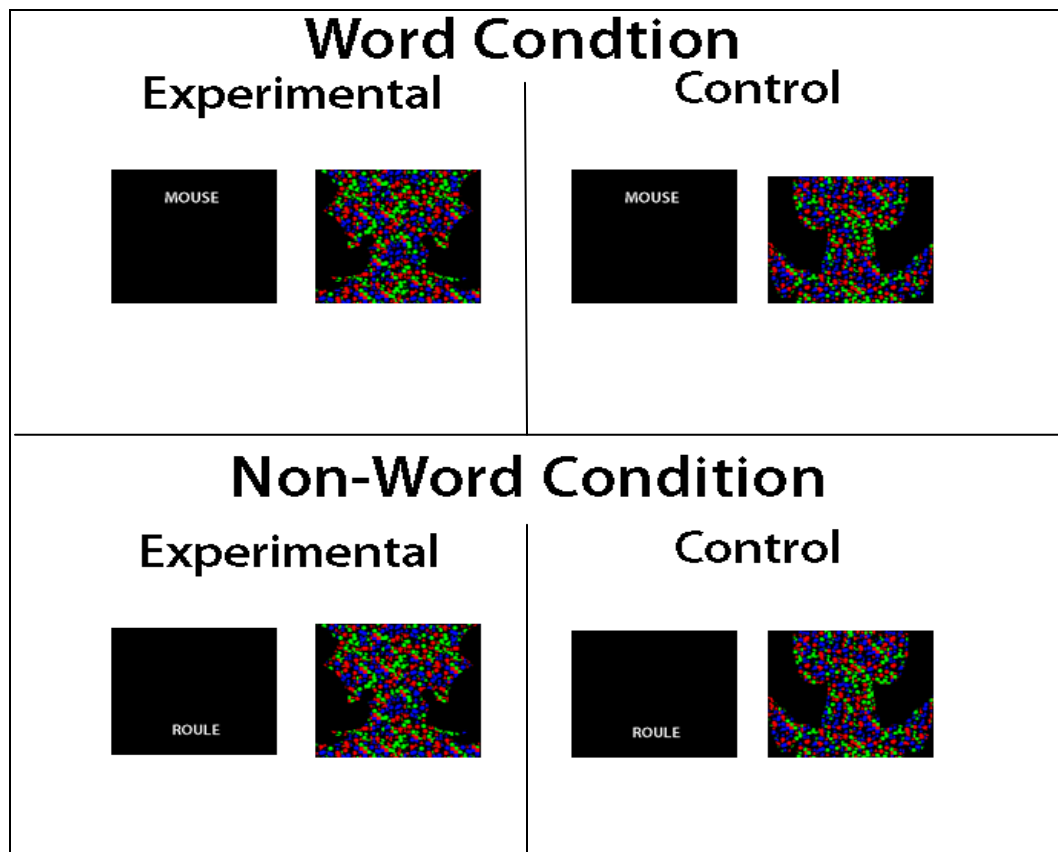 Word Condtion
Experimental
Control
MOUSE
MOUSE
Non-Word Condition
Experimental
Control
ROULE
ROULE